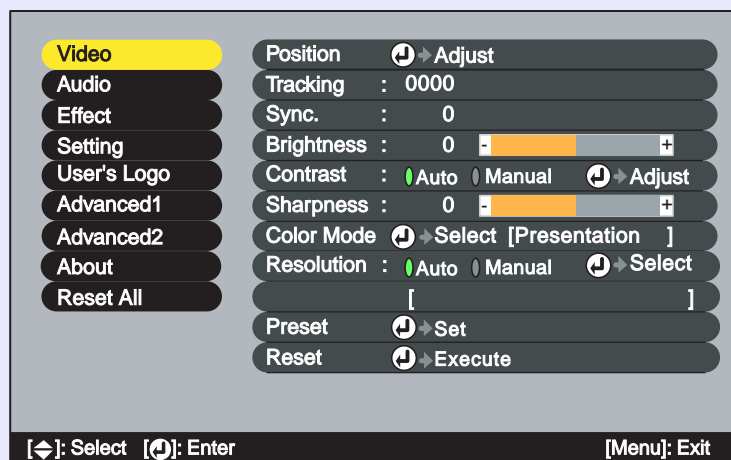 Video
Audio
Effect
Setting
User's Logo
Advanced1
Advanced2
About
Reset All
Position Adjust
Tracking : 0000
Sync. : 0
Brightness : 0 - +
Contrast : Auto Manual Adjust
Sharpness : 0 - +
Color Mode Select [Presentation ]
Resolution : Auto Manual Select
[ ]
Preset Set
Reset Execute
[ ]: Select [ ]: Enter [Menu]: Exit